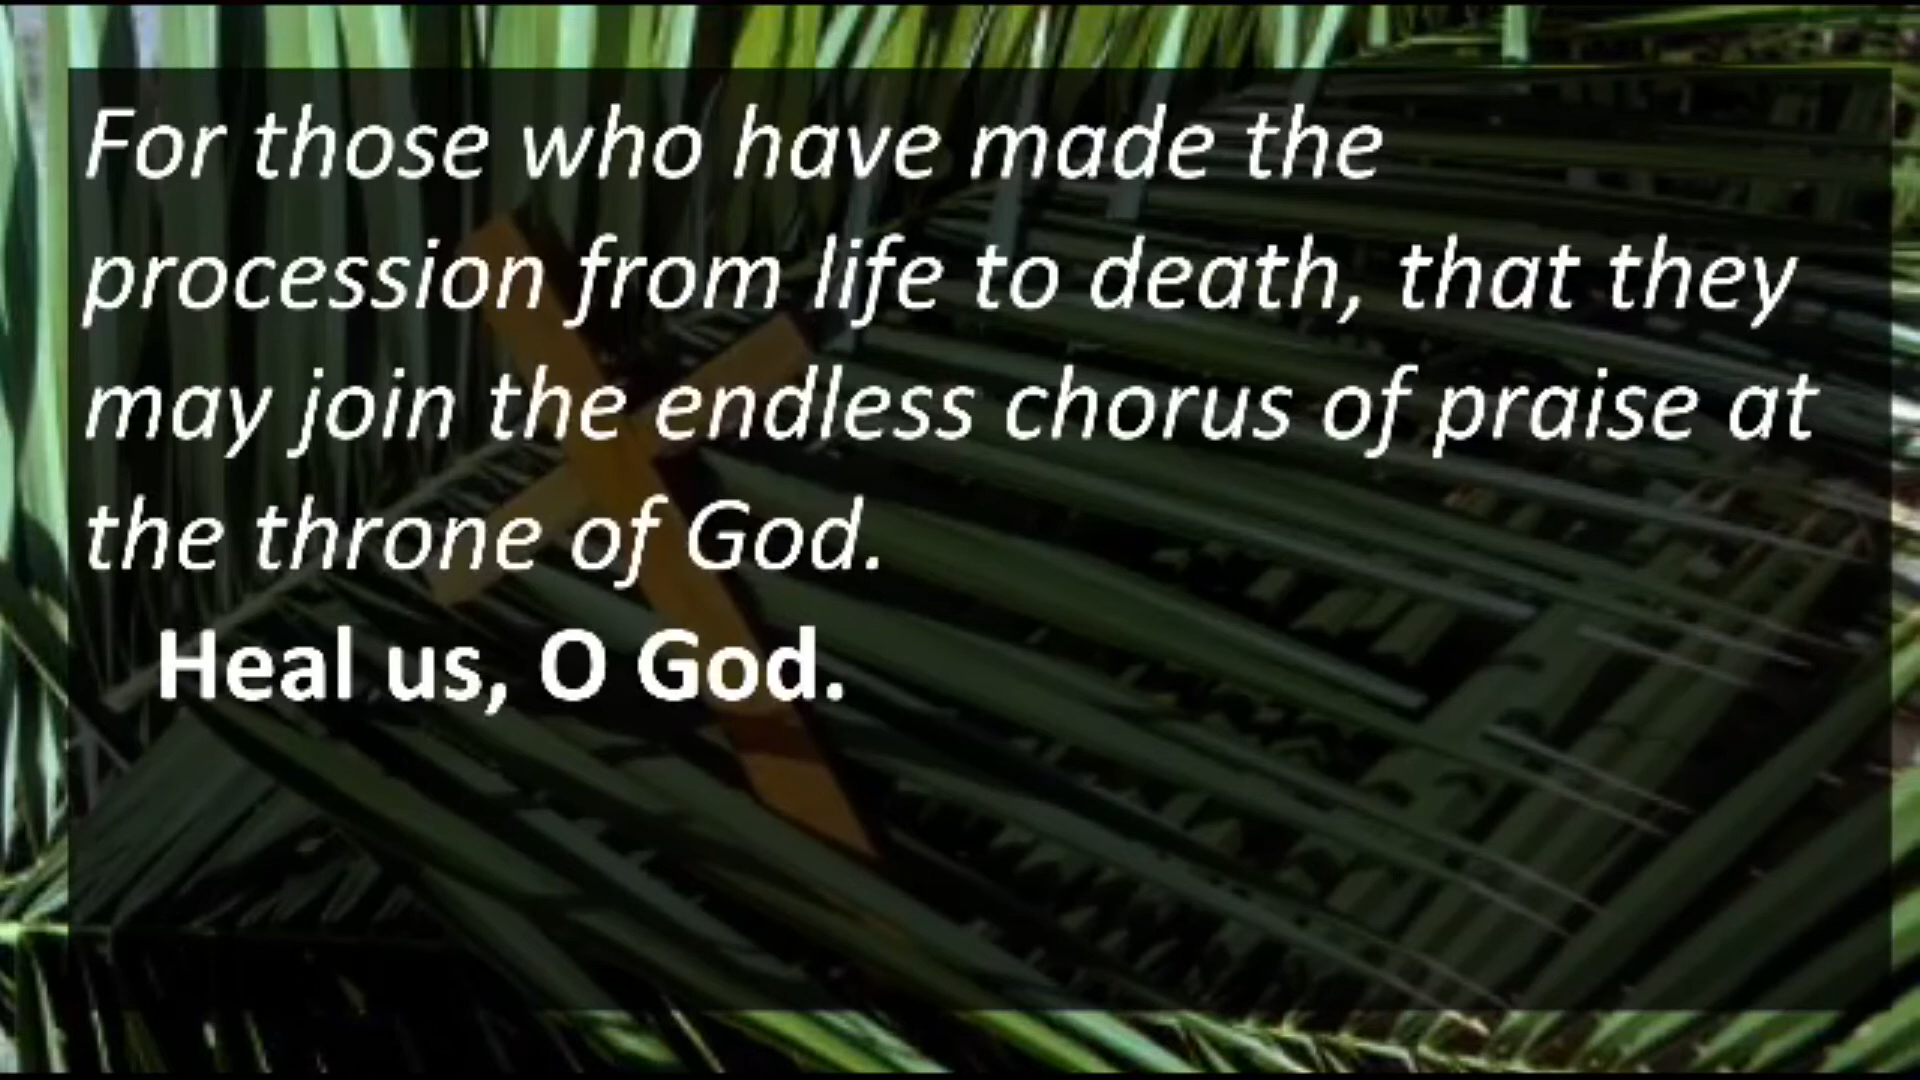 For those who have made the
procession from life to death, that they
may join the endless chorus of praise at
the throne of God.
Heal us, O God.